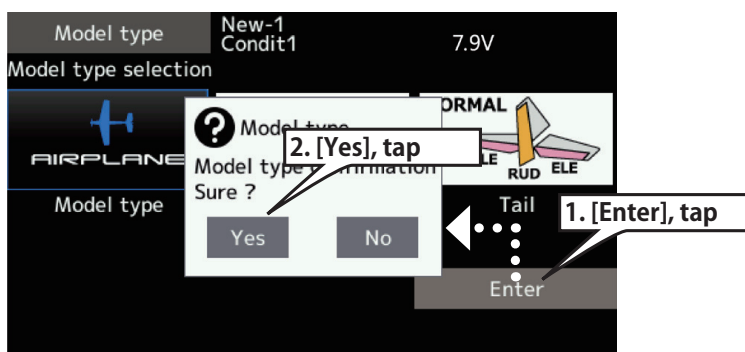 Model type
New-1
Condit1
7.9V
Model type selection
AIRPLANE
Model type
ORMAL
LE
RUD
ELE
Tail
Enter
Model type
Sure ?
Yes
No
2. [Yes], tap
1. [Enter], tap